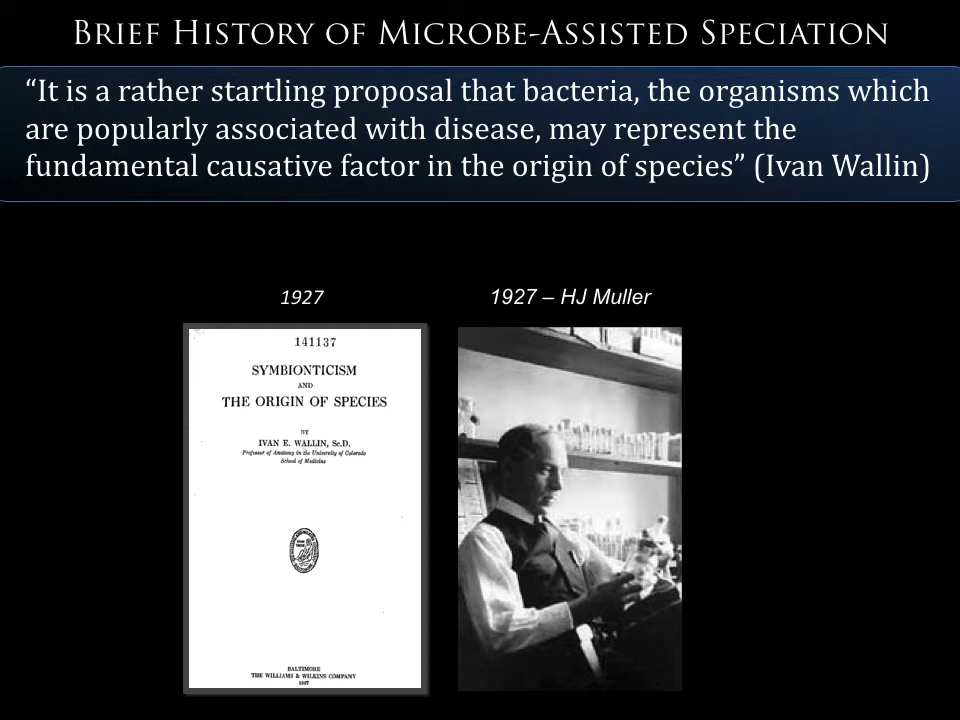 BRIEF HISTORY OF MICROBE-ASSISTED SPECIATION
“It is a rather startling proposal that bacteria, the organisms which
are popularly associated with disease, may represent the
fundamental causative factor in the origin of species” (Ivan Wallin)
1927
1927 – HJ Muller
141137
SYMBIONTICISM
AND
THE ORIGIN OF SPECIES
BY
IVAN E. WALLIN, Sc.D.
Professor of Anatomy in the University of Colorado
School of Medicine
BALTIMORE
THE WILLIAMS & WILKINS COMPANY
1927